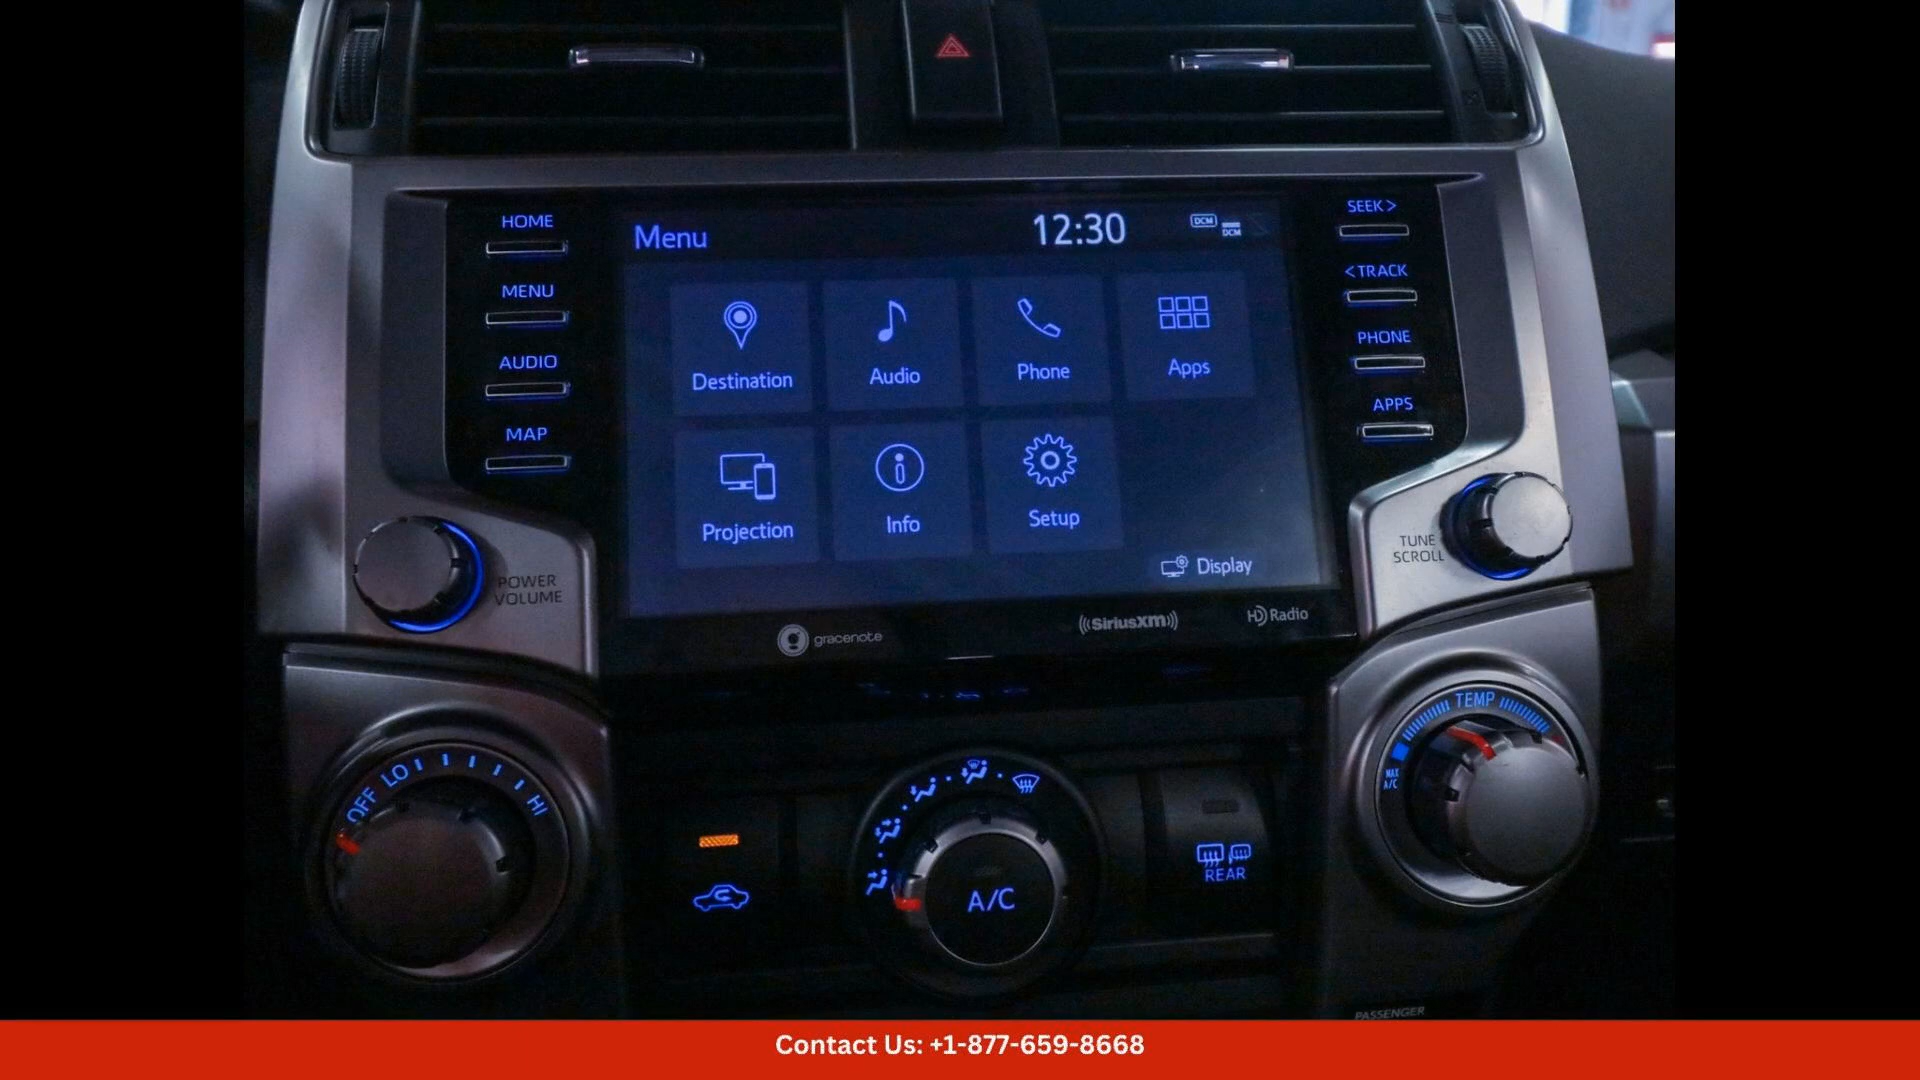 HOME
MENU
AUDIO
MAP
POWER
VOLUME
Menu
12:30
DCM
DCM
Destination
Audio
Phone
Apps
Projection
Info
Setup
Display
gracenote
SiriusXM
HD Radio
SEEK >
< TRACK
PHONE
APPS
TUNE
SCROLL
OFF LO HI
A/C
REAR
TEMP
MAX
A/C
PASSENGER
Contact Us: +1-877-659-8668